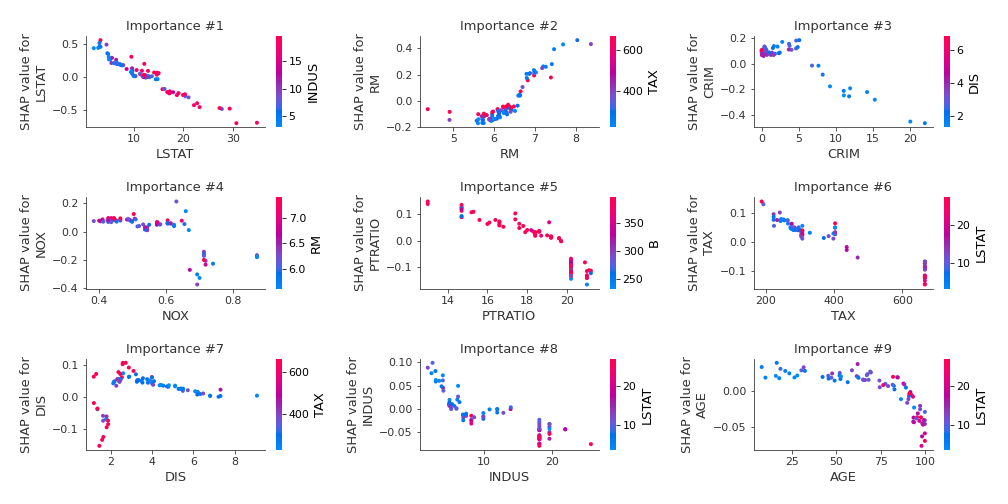 Importance #1
SHAP value for
LSTAT
0.5
0.0
−0.5
10
20
30
LSTAT
15
10
5
INDUS
Importance #2
SHAP value for
RM
0.4
0.2
0.0
−0.2
5
6
7
8
RM
600
400
TAX
Importance #3
SHAP value for
CRIM
0.2
0.0
−0.2
−0.4
0
5
10
15
20
CRIM
6
4
2
DIS
Importance #4
SHAP value for
NOX
0.2
0.0
−0.2
−0.4
0.4
0.6
0.8
NOX
7.0
6.5
6.0
RM
Importance #5
SHAP value for
PTRATIO
0.1
0.0
−0.1
14
16
18
20
PTRATIO
350
300
250
B
Importance #6
SHAP value for
TAX
0.1
0.0
−0.1
200
400
600
TAX
20
10
LSTAT
Importance #7
SHAP value for
DIS
0.1
0.0
−0.1
2
4
6
8
DIS
600
400
TAX
Importance #8
SHAP value for
INDUS
0.10
0.05
0.00
−0.05
10
20
INDUS
20
10
LSTAT
Importance #9
SHAP value for
AGE
0.00
−0.05
25
50
75
100
AGE
20
10
LSTAT